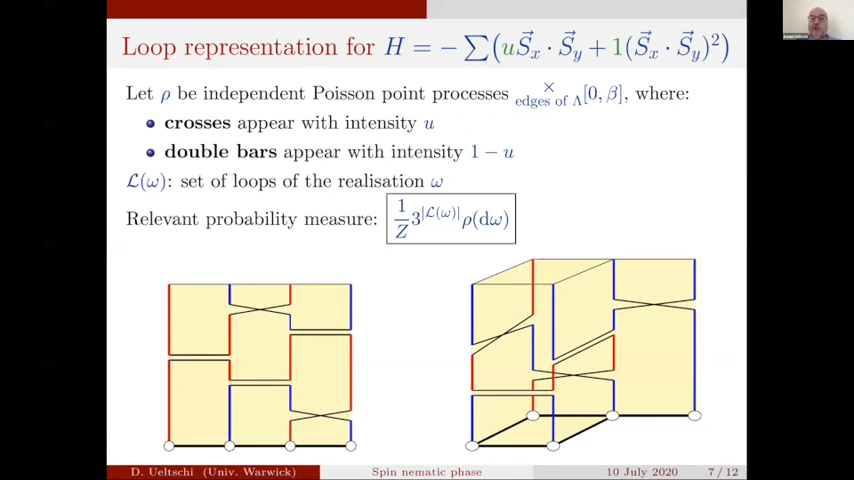 Loop representation for H = −∑(uS⃗ₓ · S⃗ᵧ + 1(S⃗ₓ · S⃗ᵧ)²)
Let ρ be independent Poisson point processes × edges of Λ [0, β], where:
crosses appear with intensity u
double bars appear with intensity 1 − u
𝓛(ω): set of loops of the realisation ω
Relevant probability measure: 1/Z 3^|𝓛(ω)| ρ(dω)
D. Ueltschi (Univ. Warwick) Spin nematic phase 10 July 2020 7 / 12